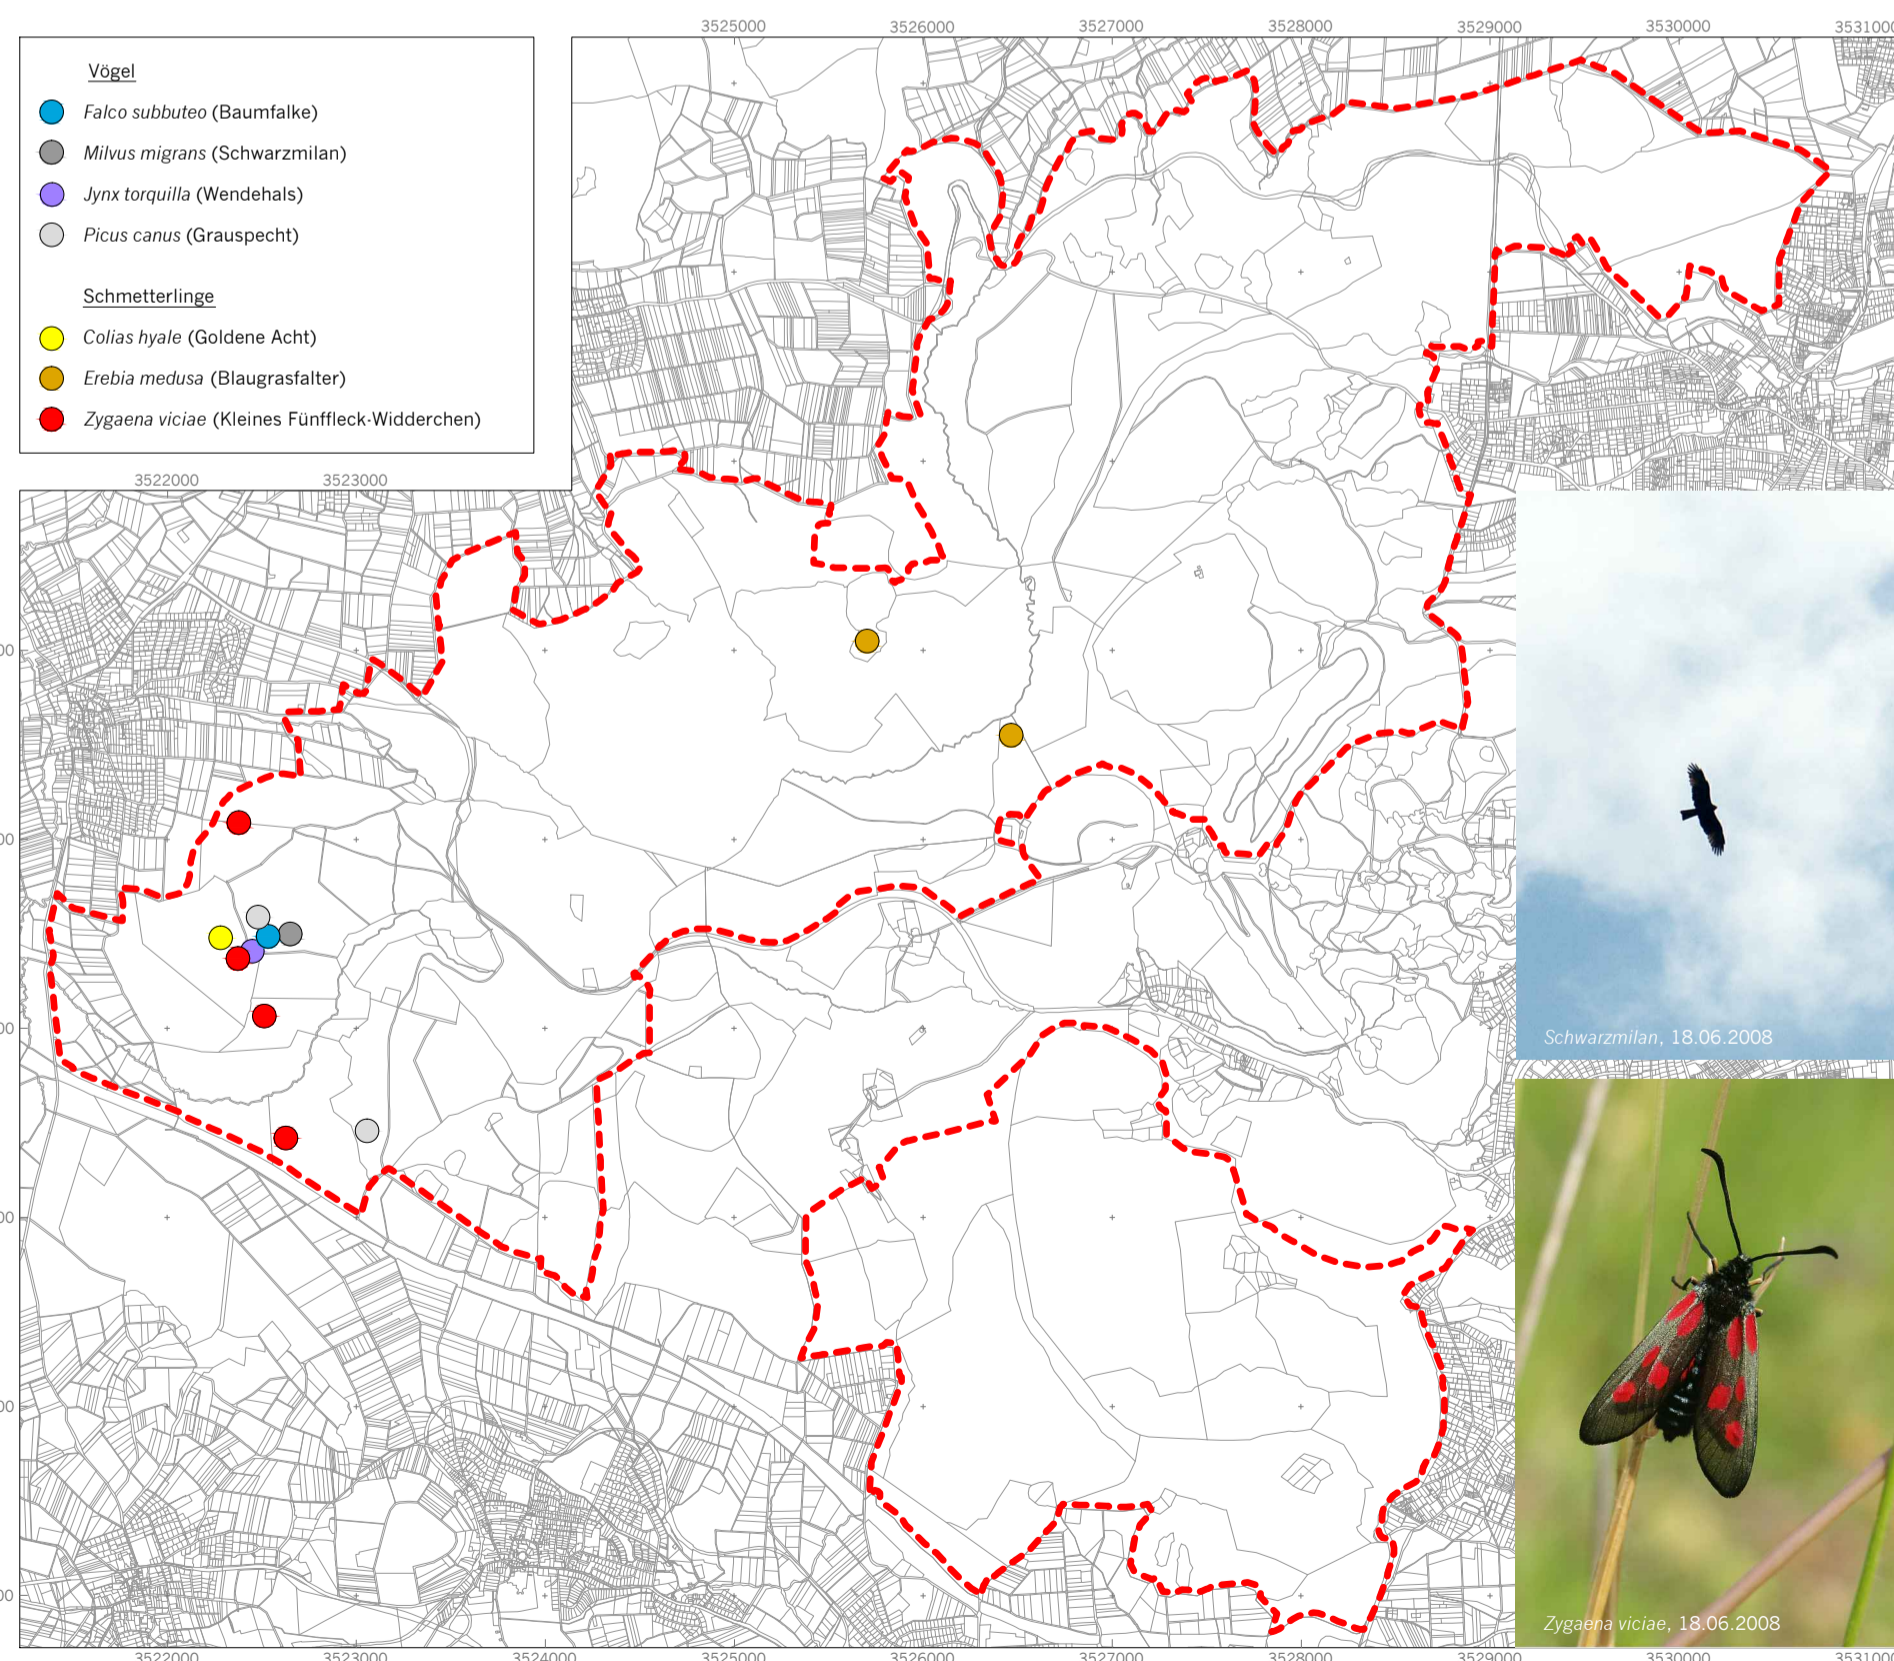 3525000 3526000 3527000 3528000 3529000 3530000
Vögel
Falco subbuteo (Baumfalke)
Milvus migrans (Schwarzmilan)
Jynx torquilla (Wendehals)
Picus canus (Grauspecht)
Schmetterlinge
Colias hyale (Goldene Acht)
Erebia medusa (Blaugrasfalter)
Zygaena viciae (Kleines Fünffleck-Widderchen)
3522000 3523000
Schwarzmilan, 18.06.2008
Zygaena viciae, 18.06.2008
3522000 3523000 3524000 3525000 3526000 3527000 3528000 3529000 3530000